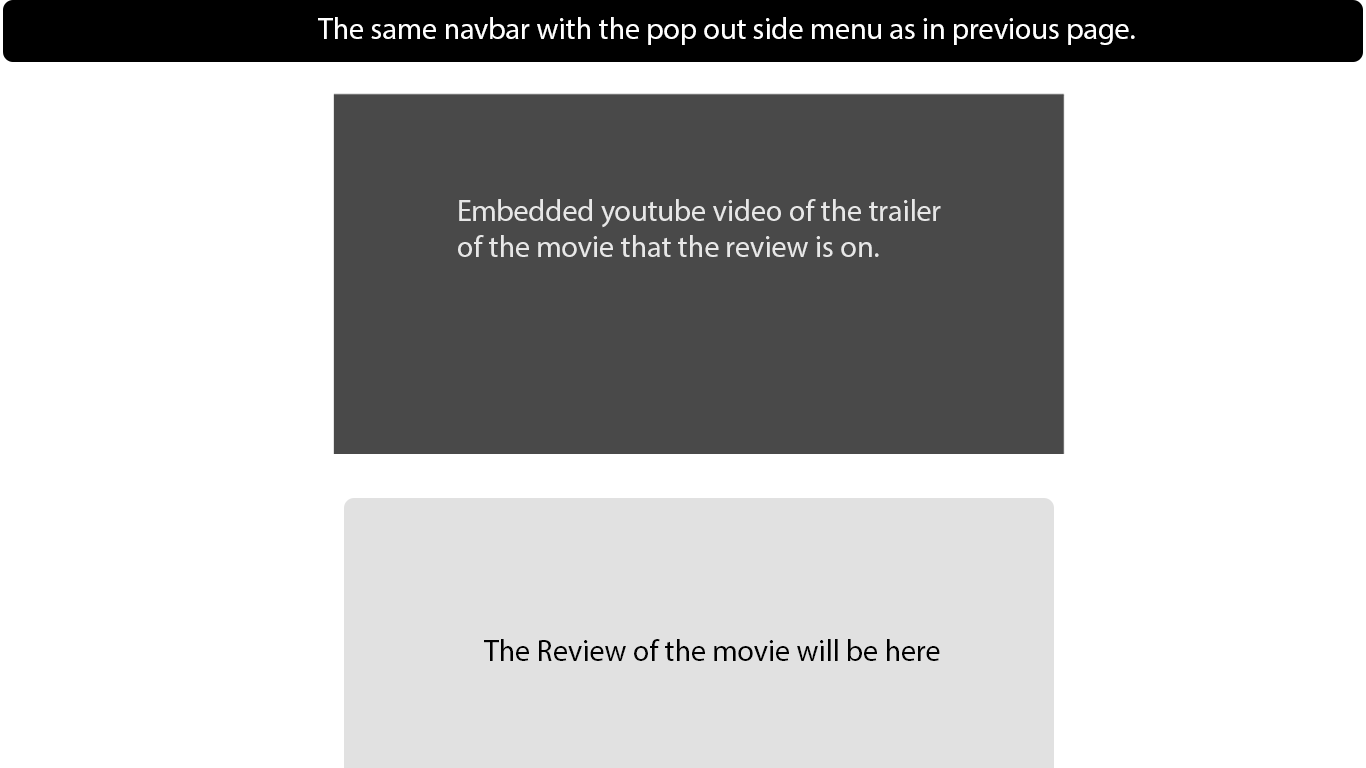 The same navbar with the pop out side menu as in previous page.
Embedded youtube video of the trailer
of the movie that the review is on.
The Review of the movie will be here